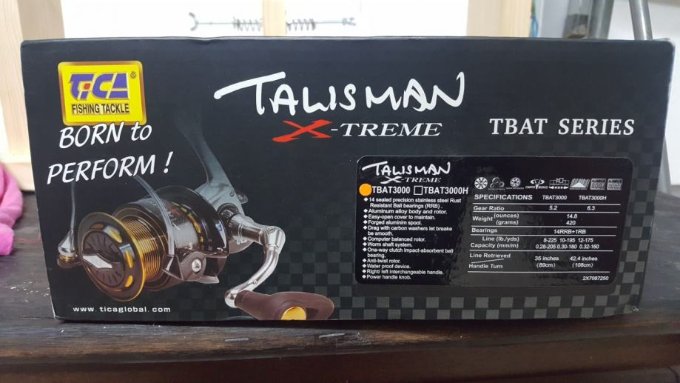 TiCA®
FISHING TACKLE
BORN to
PERFORM !
TALISMAN
X-TREME
TBAT SERIES
TALISMAN
X-TREME
TBAT3000 TBAT3000H
14 sealed precision stainless steel Rust
Resistant Ball bearings (RRB).
Aluminum alloy body and rotor.
Easy-open cover to maintain.
Forged aluminim spool.
Drag with carbon washers let breake
be smooth.
Computer balanced rotor.
Worm shaft system.
One-way clutch impact-absorbent ball
bearing.
Anti-twist rotor.
Water proof device.
Right/ left interchangeable handle.
Power handle knob.
SPECIFICATIONS TBAT3000 TBAT3000H
Gear Ratio 5.2 6.3
Weight (ounces) 14.8
(grams) 420
Bearings 14RRB+1RB
Line (lb./yds) 8-225 10-195 12-175
Capacity (mm/m) 0.28-205 0.30-180 0.32-160
Line Retrieved 35 inches 42.4 inches
Handle Turn (89cm) (108cm)
2X7087250
www.ticaglobal.com